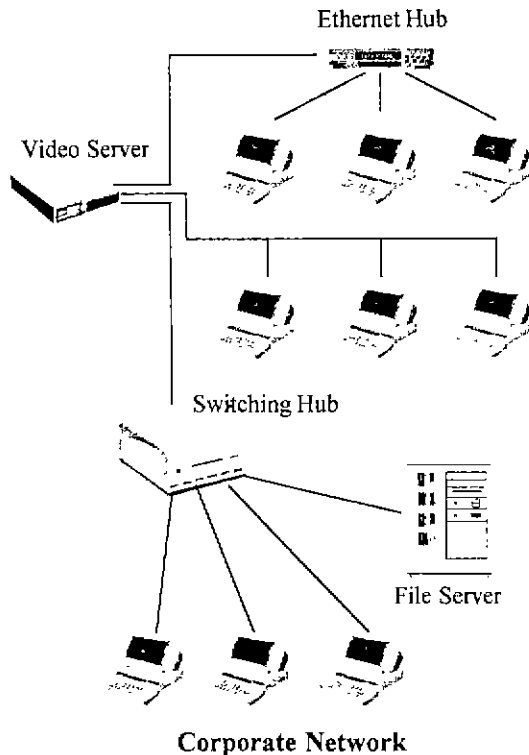 Ethernet Hub
Video Server
Switching Hub
File Server
Corporate Network